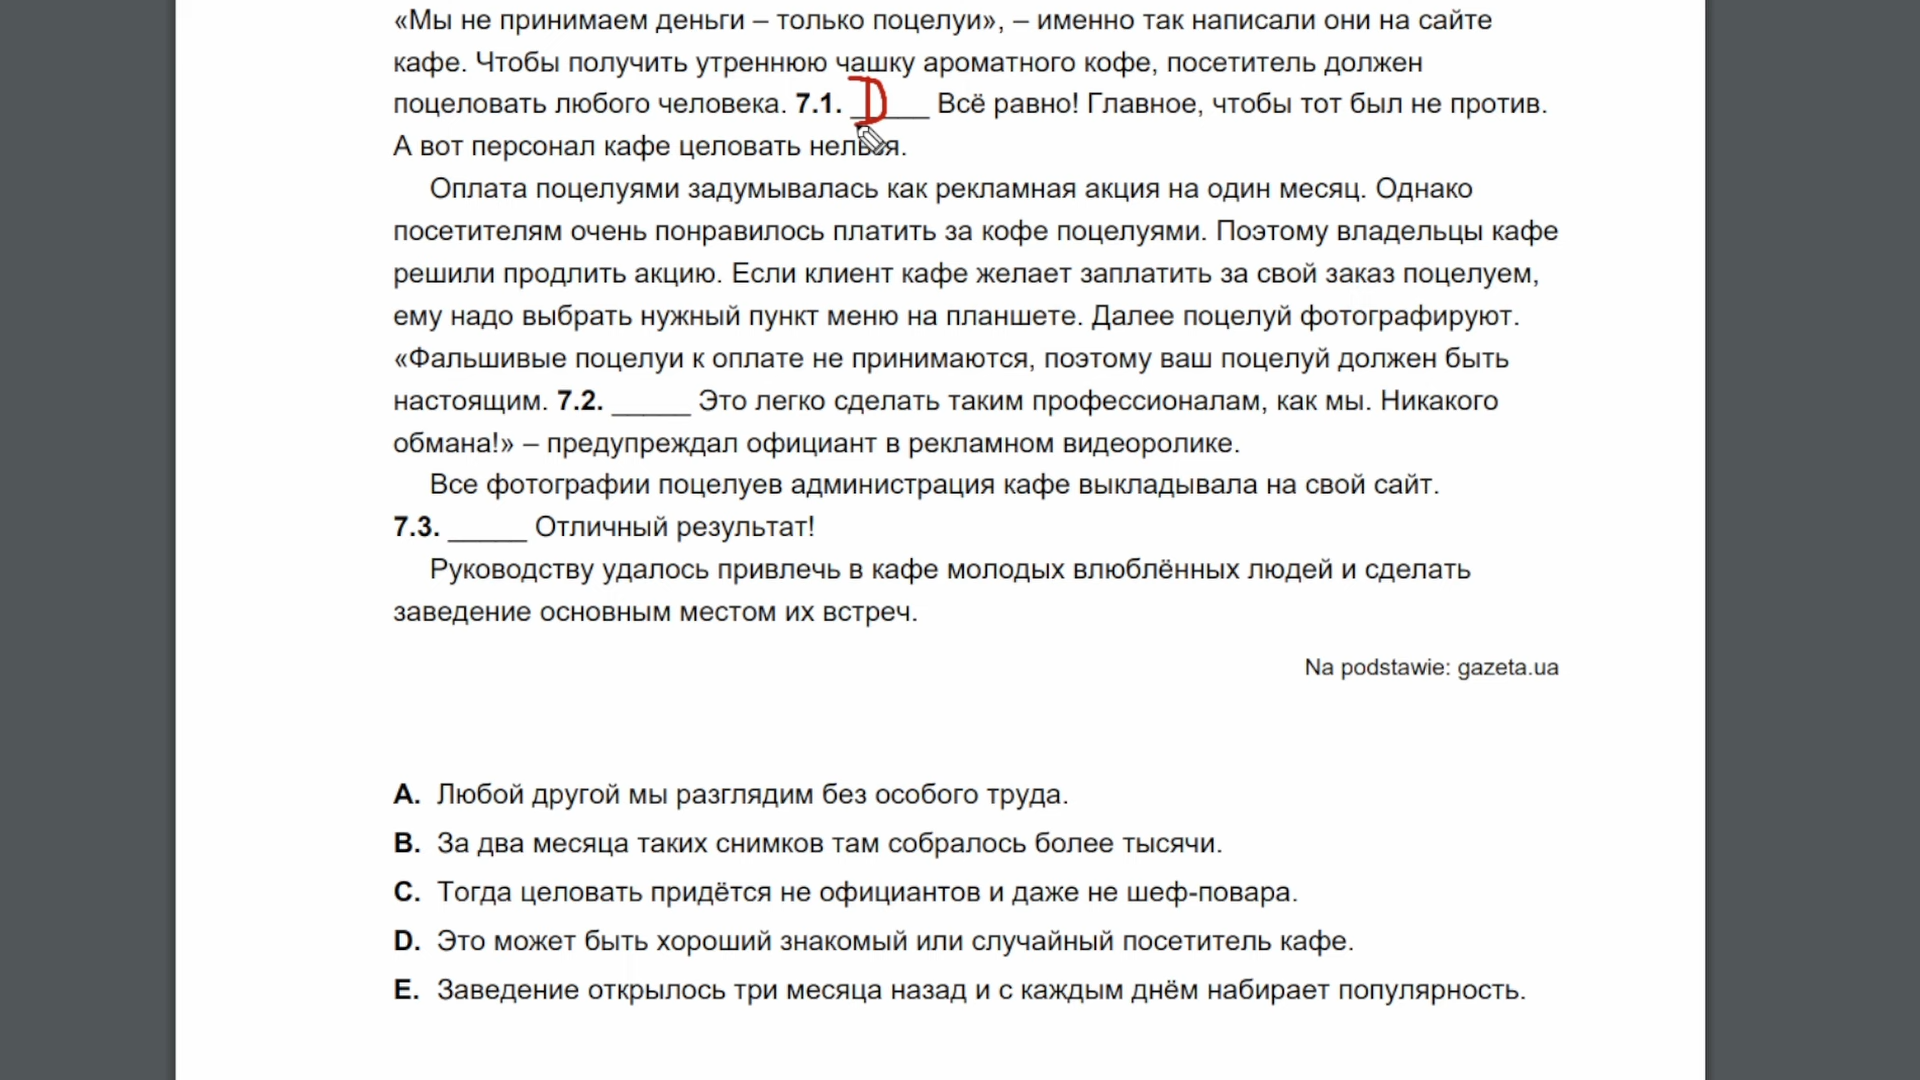 «Мы не принимаем деньги – только поцелуи», – именно так написали они на сайте
кафе. Чтобы получить утреннюю чашку ароматного кофе, посетитель должен
поцеловать любого человека. 7.1. __D___ Всё равно! Главное, чтобы тот был не против.
А вот персонал кафе целовать нельзя.
Оплата поцелуями задумывалась как рекламная акция на один месяц. Однако
посетителям очень понравилось платить за кофе поцелуями. Поэтому владельцы кафе
решили продлить акцию. Если клиент кафе желает заплатить за свой заказ поцелуем,
ему надо выбрать нужный пункт меню на планшете. Далее поцелуй фотографируют.
«Фальшивые поцелуи к оплате не принимаются, поэтому ваш поцелуй должен быть
настоящим. 7.2. _____ Это легко сделать таким профессионалам, как мы. Никакого
обмана!» – предупреждал официант в рекламном видеоролике.
Все фотографии поцелуев администрация кафе выкладывала на свой сайт.
7.3. _____ Отличный результат!
Руководству удалось привлечь в кафе молодых влюблённых людей и сделать
заведение основным местом их встреч.
Na podstawie: gazeta.ua
A. Любой другой мы разглядим без особого труда.
B. За два месяца таких снимков там собралось более тысячи.
C. Тогда целовать придётся не официантов и даже не шеф-повара.
D. Это может быть хороший знакомый или случайный посетитель кафе.
E. Заведение открылось три месяца назад и с каждым днём набирает популярность.